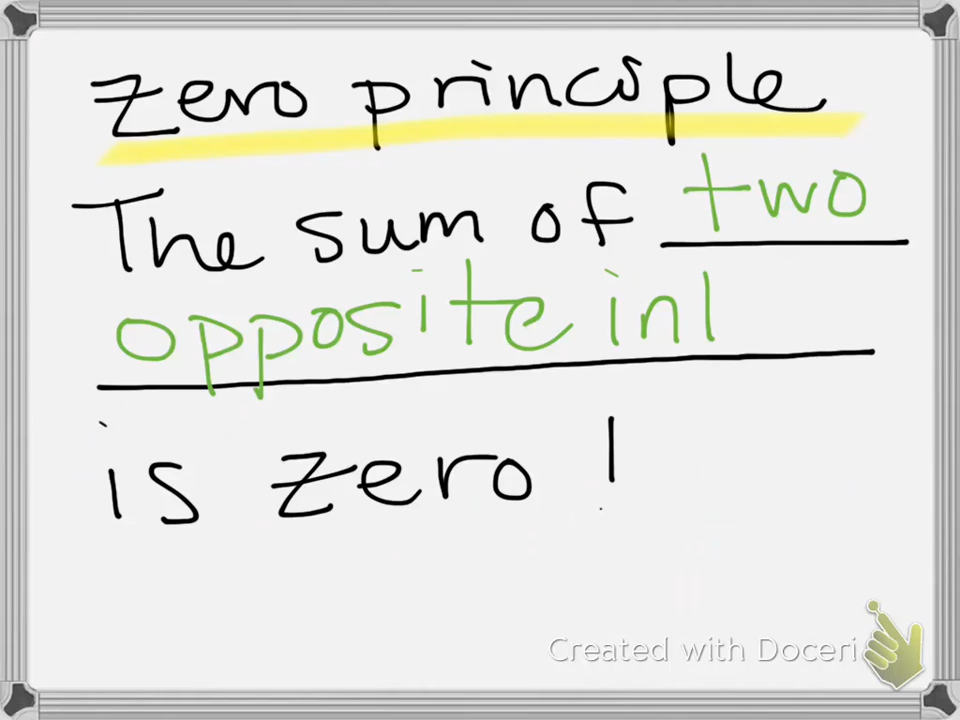 zero principle
The sum of two
opposite inl
is zero!
Created with Doceri